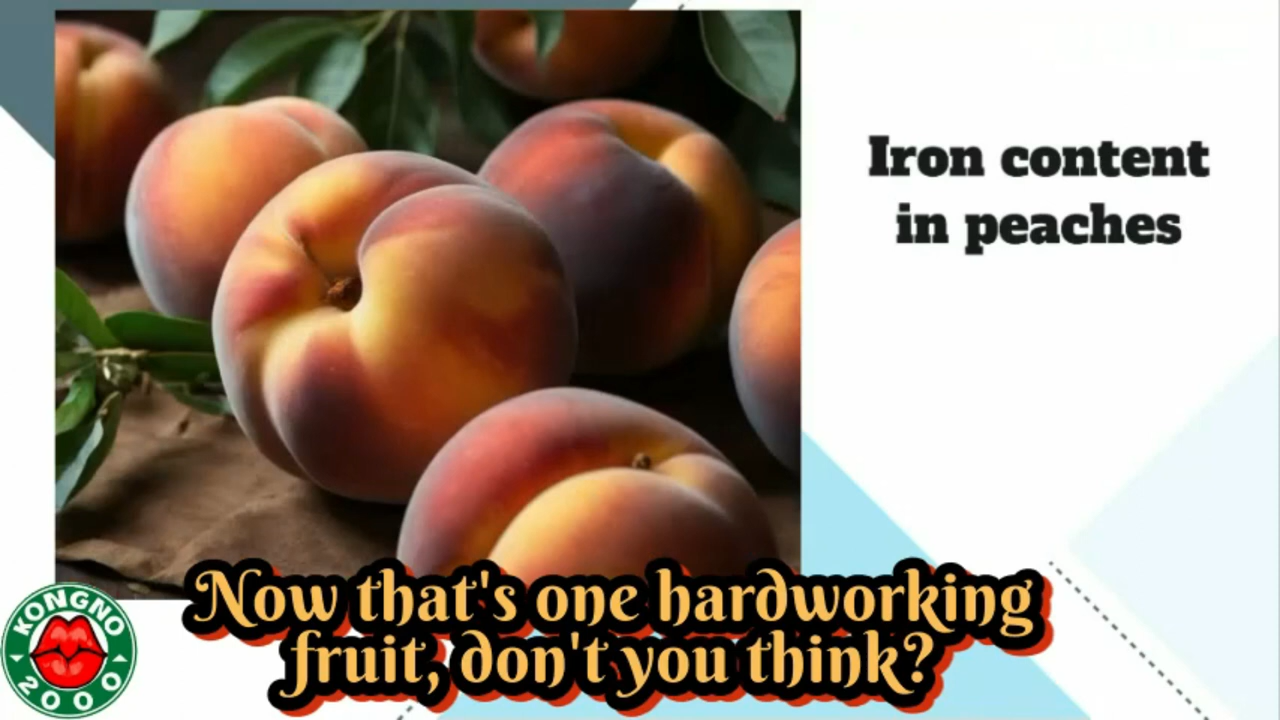 Iron content
in peaches
Now that's one hardworking
fruit, don't you think?
KONGNO
2000